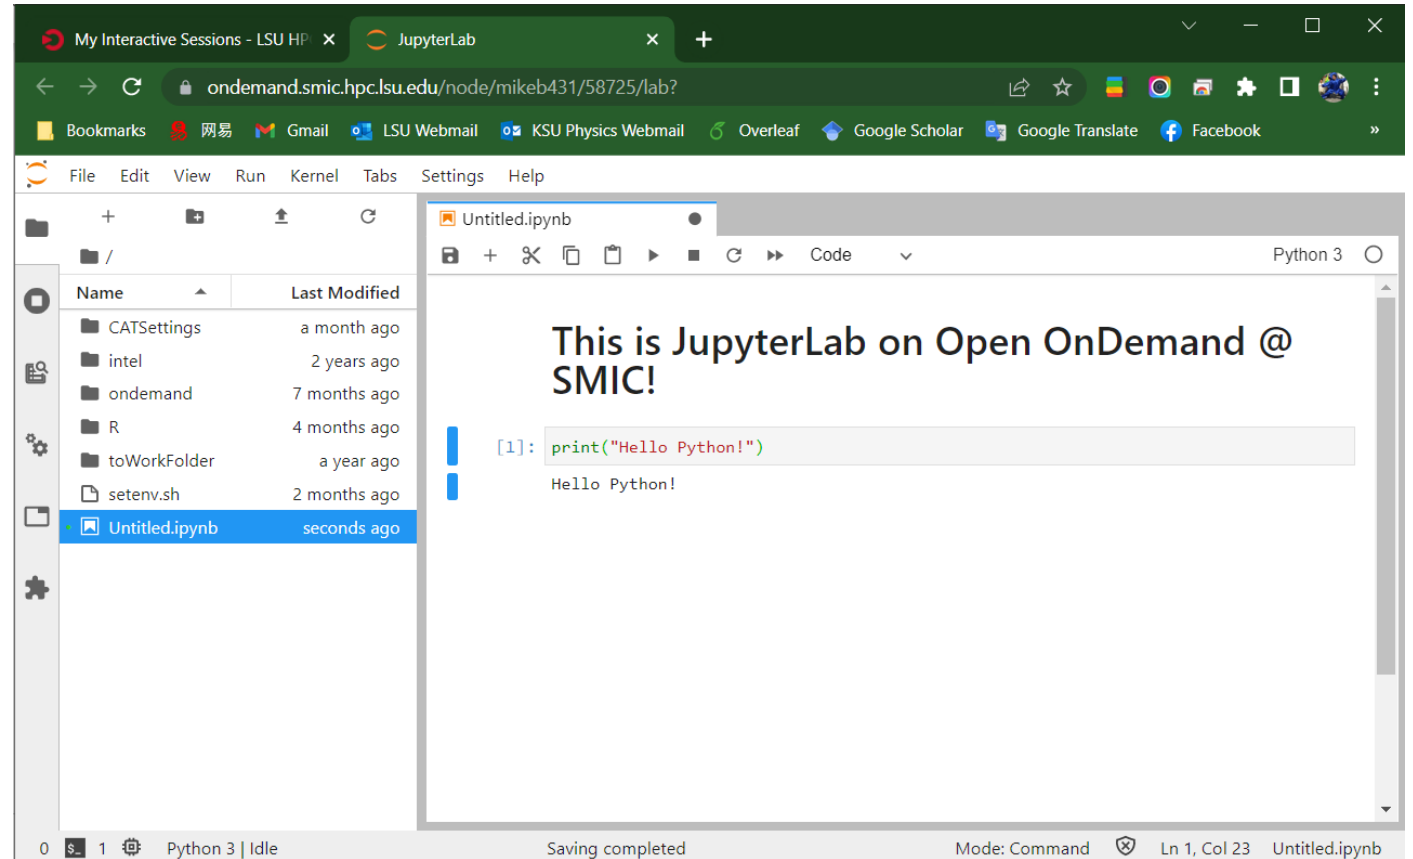 My Interactive Sessions - LSU HP
JupyterLab
ondemand.smic.hpc.lsu.edu/node/mikeb431/58725/lab?
Bookmarks 网易 Gmail LSU Webmail KSU Physics Webmail Overleaf Google Scholar Google Translate Facebook »
File Edit View Run Kernel Tabs Settings Help
/
Name Last Modified
CATSettings a month ago
intel 2 years ago
ondemand 7 months ago
R 4 months ago
toWorkFolder a year ago
setenv.sh 2 months ago
Untitled.ipynb seconds ago
Untitled.ipynb
Code Python 3
This is JupyterLab on Open OnDemand @
SMIC!
[1]: print("Hello Python!")
Hello Python!
0 $_ 1 Python 3 | Idle Saving completed Mode: Command Ln 1, Col 23 Untitled.ipynb